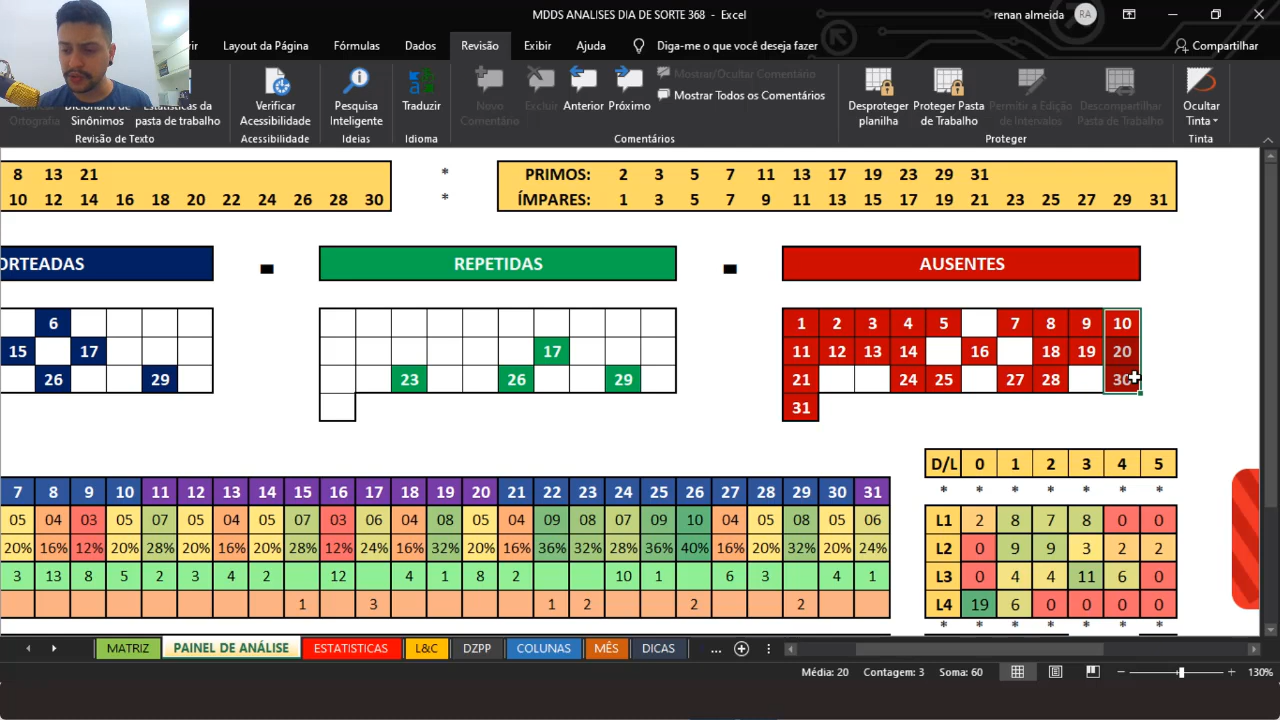 MDDS ANALISES DIA DE SORTE 368 - Excel
renan almeida
RA
Layout da Página
Fórmulas
Dados
Revisão
Exibir
Ajuda
Diga-me o que você deseja fazer
Compartilhar
Ortografia
Dicionário de Sinônimos
Estatísticas da pasta de trabalho
Verificar Acessibilidade
Pesquisa Inteligente
Traduzir
Novo Comentário
Excluir
Anterior
Próximo
Mostrar/Ocultar Comentário
Mostrar Todos os Comentários
Desproteger planilha
Proteger Pasta de Trabalho
Permitir a Edição de Intervalos
Descompartilhar Pasta de Trabalho
Ocultar Tinta
Revisão de Texto
Acessibilidade
Ideias
Idioma
Comentários
Proteger
Tinta
8 13 21 * PRIMOS: 2 3 5 7 11 13 17 19 23 29 31
10 12 14 16 18 20 22 24 26 28 30 * ÍMPARES: 1 3 5 7 9 11 13 15 17 19 21 23 25 27 29 31
ORTEADAS - REPETIDAS - AUSENTES
6 1 2 3 4 5 7 8 9 10
15 17 17 11 12 13 14 16 18 19 20
26 29 23 26 29 21 24 25 27 28 30
31
D/L 0 1 2 3 4 5
7 8 9 10 11 12 13 14 15 16 17 18 19 20 21 22 23 24 25 26 27 28 29 30 31 * * * * * * *
05 04 03 05 07 05 04 05 07 03 06 04 08 05 04 09 08 07 09 10 04 05 08 05 06 L1 2 8 7 8 0 0
20% 16% 12% 20% 28% 20% 16% 20% 28% 12% 24% 16% 32% 20% 16% 36% 32% 28% 36% 40% 16% 20% 32% 20% 24% L2 0 9 9 3 2 2
3 13 8 5 2 3 4 2 12 4 1 8 2 10 1 6 3 4 1 L3 0 4 4 11 6 0
1 3 1 2 2 2 L4 19 6 0 0 0 0
* * * * * * *
MATRIZ
PAINEL DE ANÁLISE
ESTATISTICAS
L&C
DZPP
COLUNAS
MÊS
DICAS
...
Média: 20
Contagem: 3
Soma: 60
130%